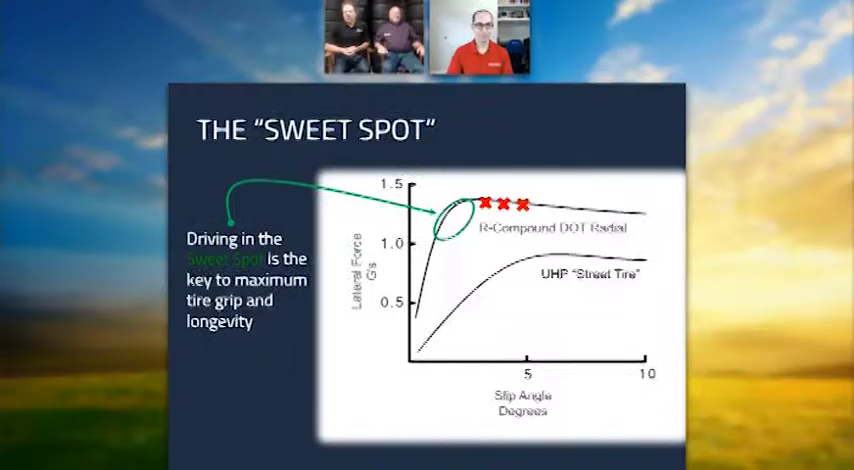 THE "SWEET SPOT"
Driving in the
Sweet Spot is the
key to maximum
tire grip and
longevity
1.5
1.0
0.5
Lateral Force
G's
R-Compound DOT Radial
UHP "Street Tire"
5
10
Slip Angle
Degrees